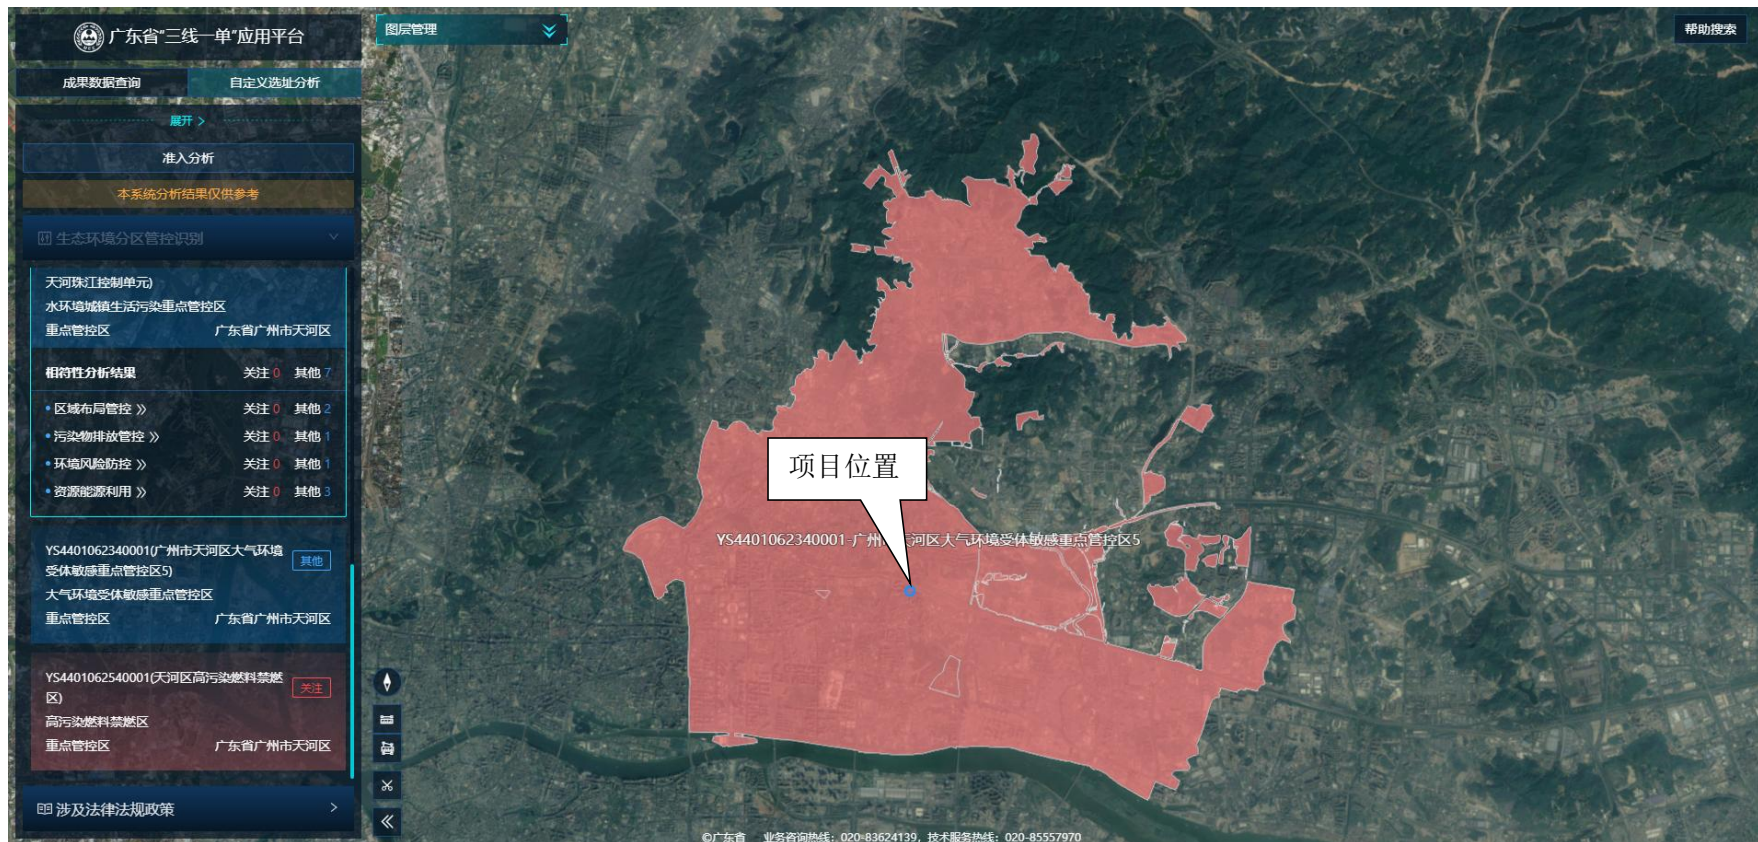 广东省“三线一单”应用平台
成果数据查询 自定义选址分析
展开 >
准入分析
本系统分析结果仅供参考
生态环境分区管控识别
天河珠江控制单元)
水环境城镇生活污染重点管控区
重点管控区 广东省广州市天河区
相符性分析结果 关注 0 其他 7
• 区域布局管控 » 关注 0 其他 2
• 污染物排放管控 » 关注 0 其他 1
• 环境风险防控 » 关注 0 其他 1
• 资源能源利用 » 关注 0 其他 3
YS4401062340001(广州市天河区大气环境
受体敏感重点管控区5)
其他
大气环境受体敏感重点管控区
重点管控区 广东省广州市天河区
YS4401062540001(天河区高污染燃料禁燃
区)
关注
高污染燃料禁燃区
重点管控区 广东省广州市天河区
涉及法律法规政策 >
图层管理
帮助搜索
项目位置
YS4401062340001-广州 河区大气环境受体敏感重点管控区5
©广东省 业务咨询热线：020-83624139，技术服务热线：020-85557970